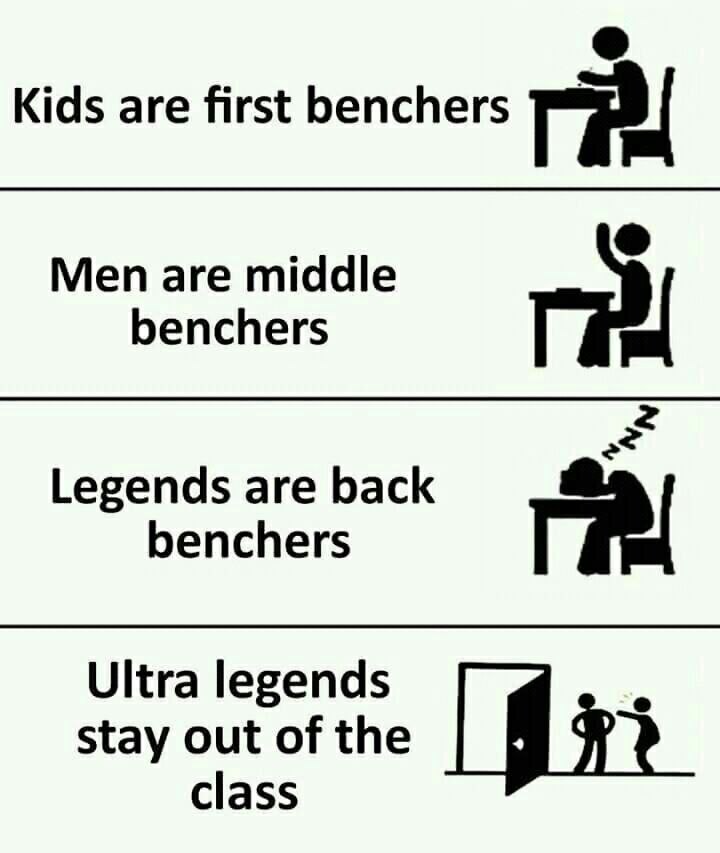 Kids are first benchers
Men are middle
benchers
zzz
Legends are back
benchers
Ultra legends
stay out of the
class